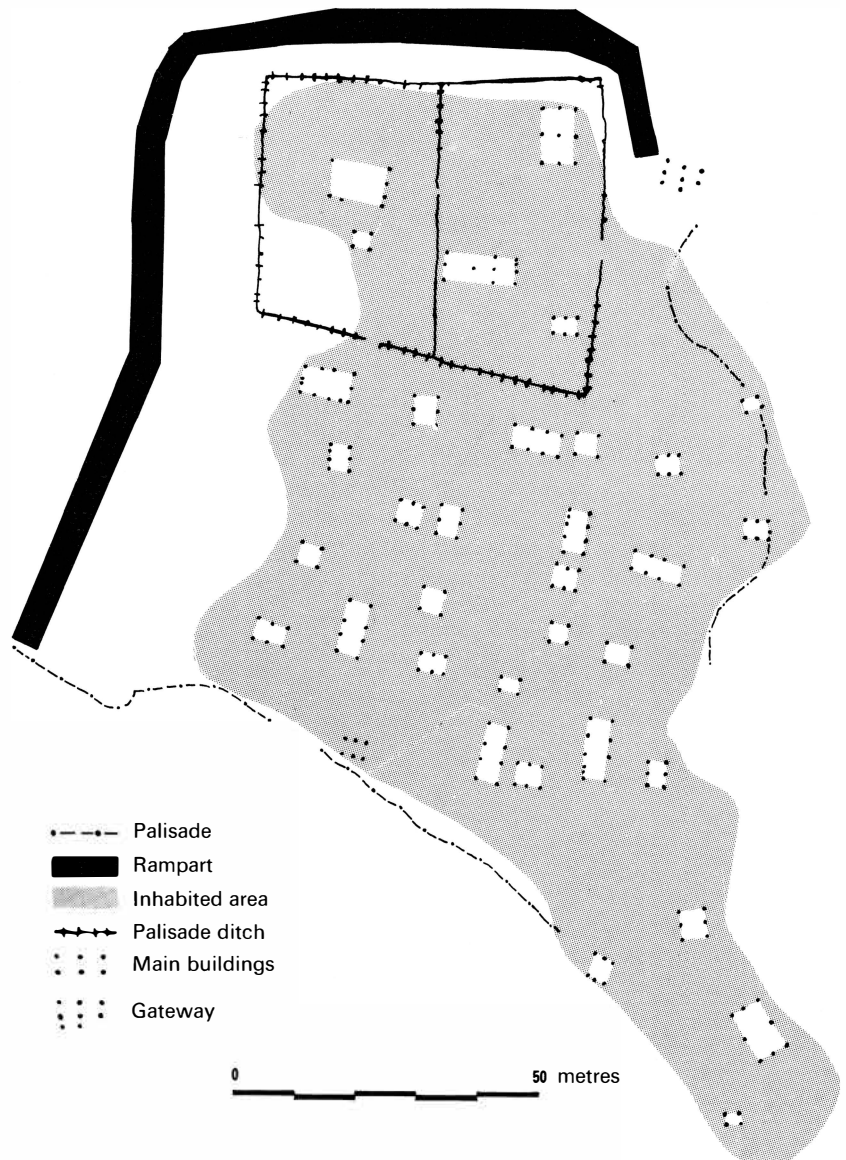 Palisade
Rampart
Inhabited area
Palisade ditch
Main buildings
Gateway
0 50 metres